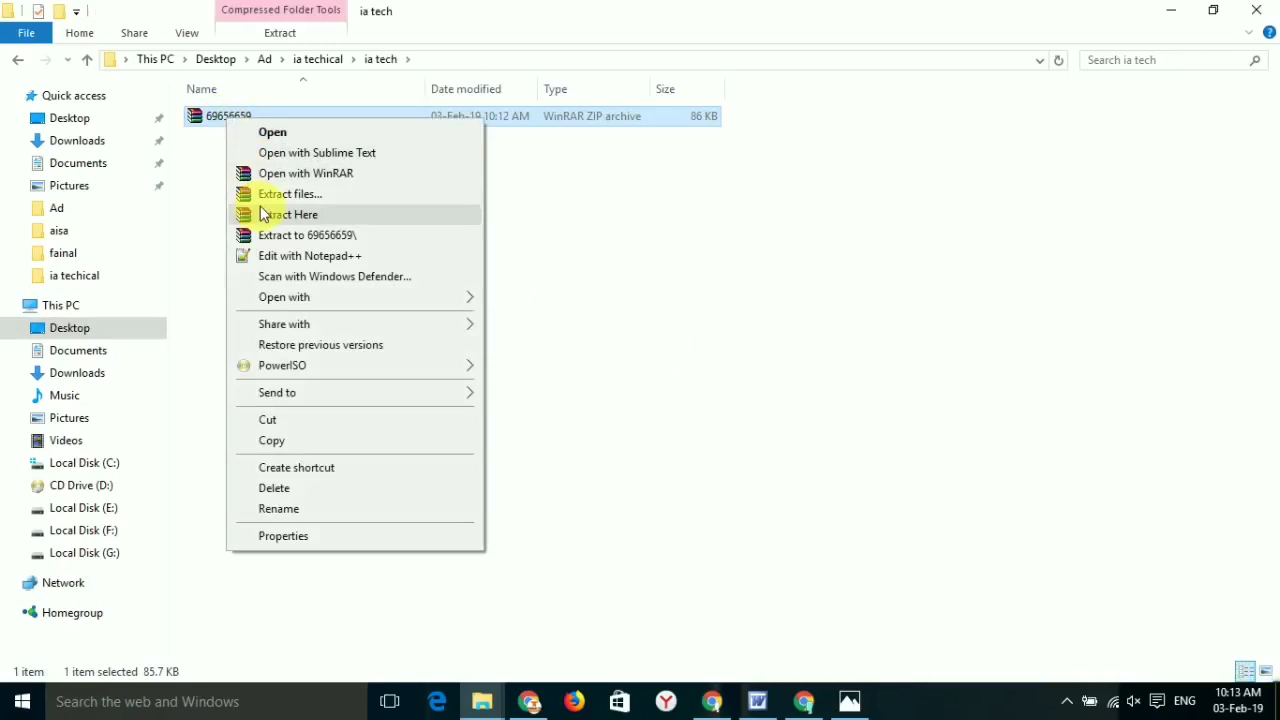 Compressed Folder Tools
ia tech
File
Home
Share
View
Extract
This PC
Desktop
Ad
ia techical
ia tech
Search ia tech
Name
Date modified
Type
Size
69656659
03-Feb-19 10:12 AM
WinRAR ZIP archive
86 KB
Quick access
Desktop
Downloads
Documents
Pictures
Ad
aisa
fainal
ia techical
This PC
Desktop
Documents
Downloads
Music
Pictures
Videos
Local Disk (C:)
CD Drive (D:)
Local Disk (E:)
Local Disk (F:)
Local Disk (G:)
Network
Homegroup
Open
Open with Sublime Text
Open with WinRAR
Extract files...
Extract Here
Extract to 69656659\
Edit with Notepad++
Scan with Windows Defender...
Open with
Share with
Restore previous versions
PowerISO
Send to
Cut
Copy
Create shortcut
Delete
Rename
Properties
1 item
1 item selected 85.7 KB
Search the web and Windows
ENG
10:13 AM
03-Feb-19